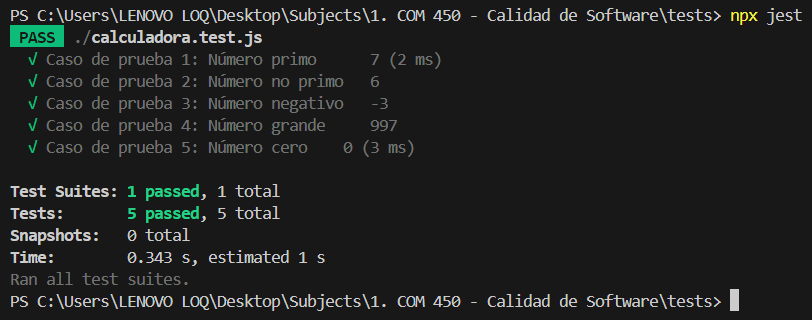 PS C:\Users\LENOVO LOQ\Desktop\Subjects\1. COM 450 - Calidad de Software\tests> npx jest
PASS ./calculadora.test.js
√ Caso de prueba 1: Número primo 7 (2 ms)
√ Caso de prueba 2: Número no primo 6
√ Caso de prueba 3: Número negativo -3
√ Caso de prueba 4: Número grande 997
√ Caso de prueba 5: Número cero 0 (3 ms)
Test Suites: 1 passed, 1 total
Tests: 5 passed, 5 total
Snapshots: 0 total
Time: 0.343 s, estimated 1 s
Ran all test suites.
PS C:\Users\LENOVO LOQ\Desktop\Subjects\1. COM 450 - Calidad de Software\tests>